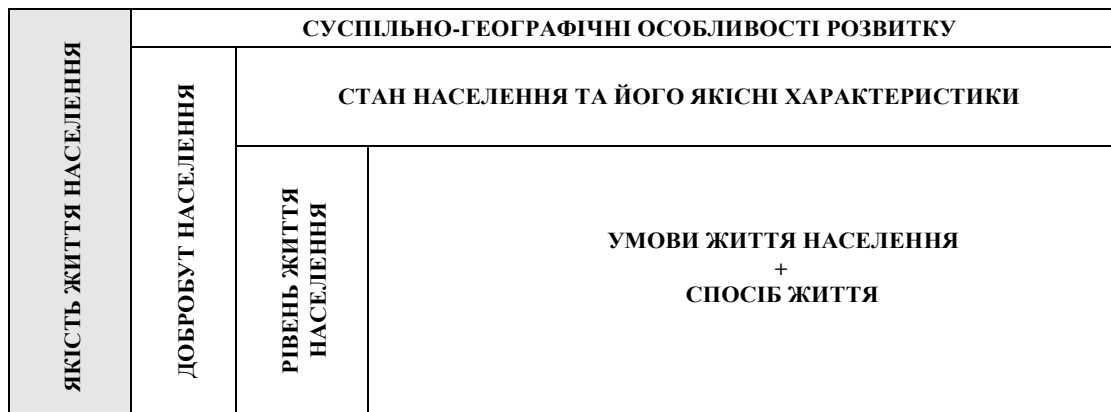 ЯКІСТЬ ЖИТТЯ НАСЕЛЕННЯ
СУСПІЛЬНО-ГЕОГРАФІЧНІ ОСОБЛИВОСТІ РОЗВИТКУ
ДОБРОБУТ НАСЕЛЕННЯ
СТАН НАСЕЛЕННЯ ТА ЙОГО ЯКІСНІ ХАРАКТЕРИСТИКИ
РІВЕНЬ ЖИТТЯ
НАСЕЛЕННЯ
УМОВИ ЖИТТЯ НАСЕЛЕННЯ
+
СПОСІБ ЖИТТЯ